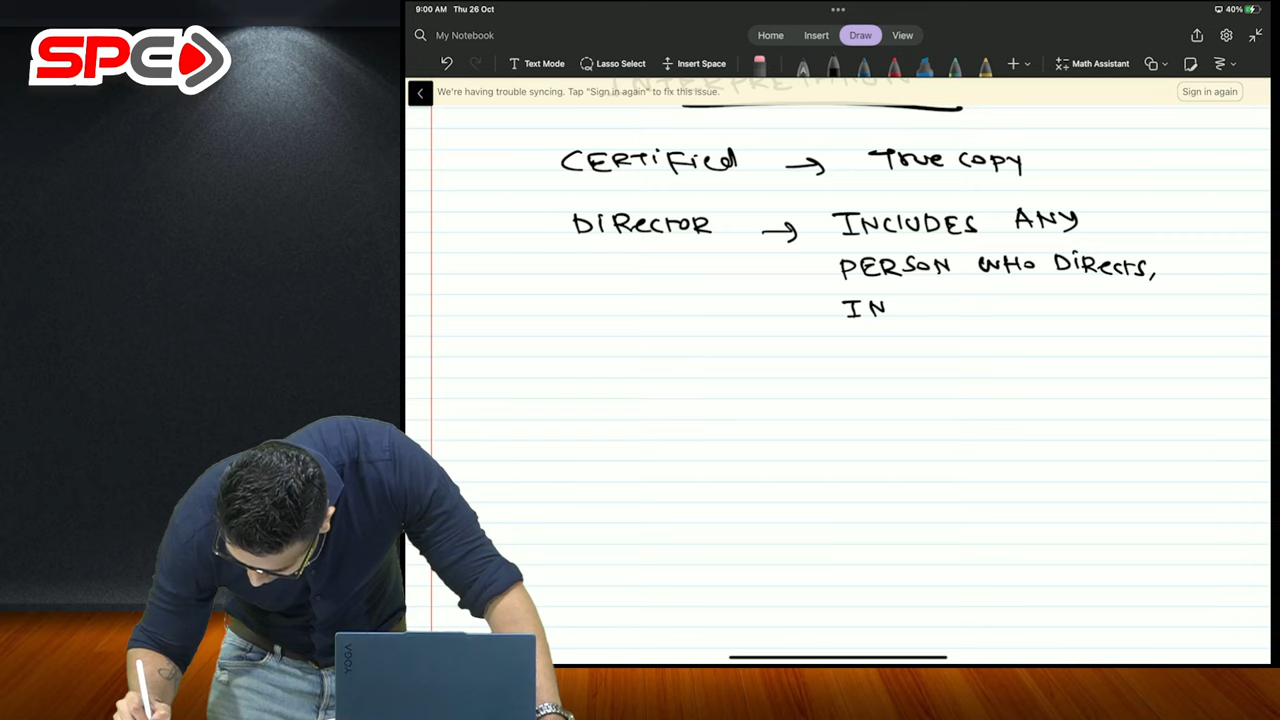 SPE
9:00 AM Thu 26 Oct
40%
My Notebook
Home Insert Draw View
Text Mode Lasso Select Insert Space Math Assistant
INTERPRETATION
We're having trouble syncing. Tap "Sign in again" to fix this issue. Sign in again
CERTiFied → True copy
DiRECTOR → INCLUDES ANY
PERSON WHO DiRects,
IN
YOGA